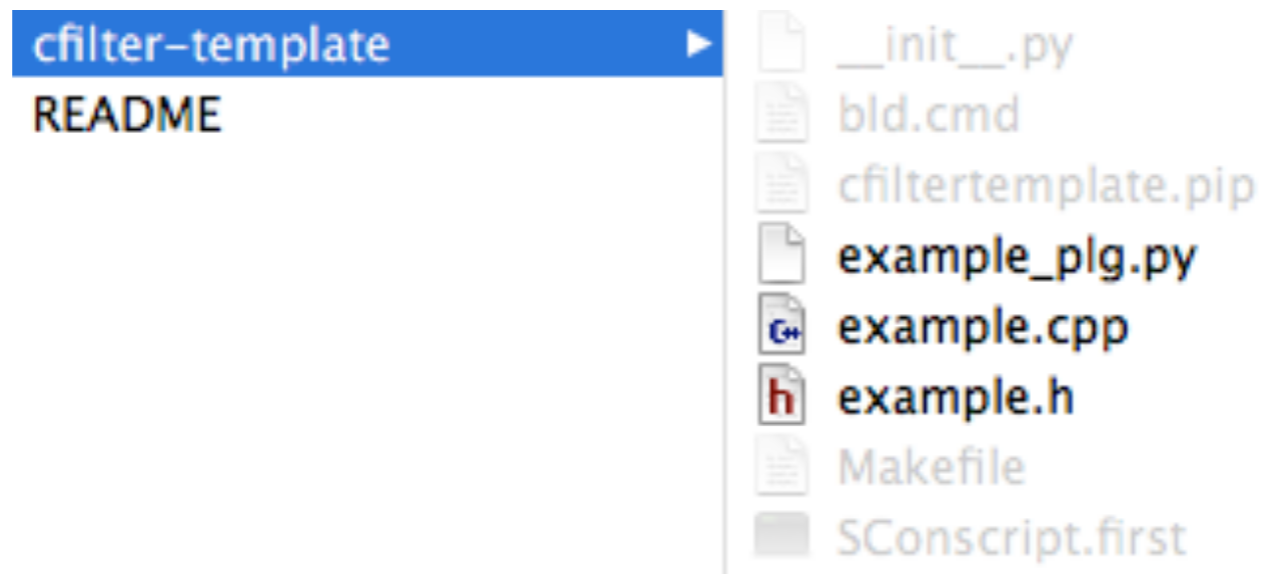 cfilter-template
README
__init__.py
bld.cmd
cfiltertemplate.pip
example_plg.py
C++ example.cpp
h example.h
Makefile
SConscript.first